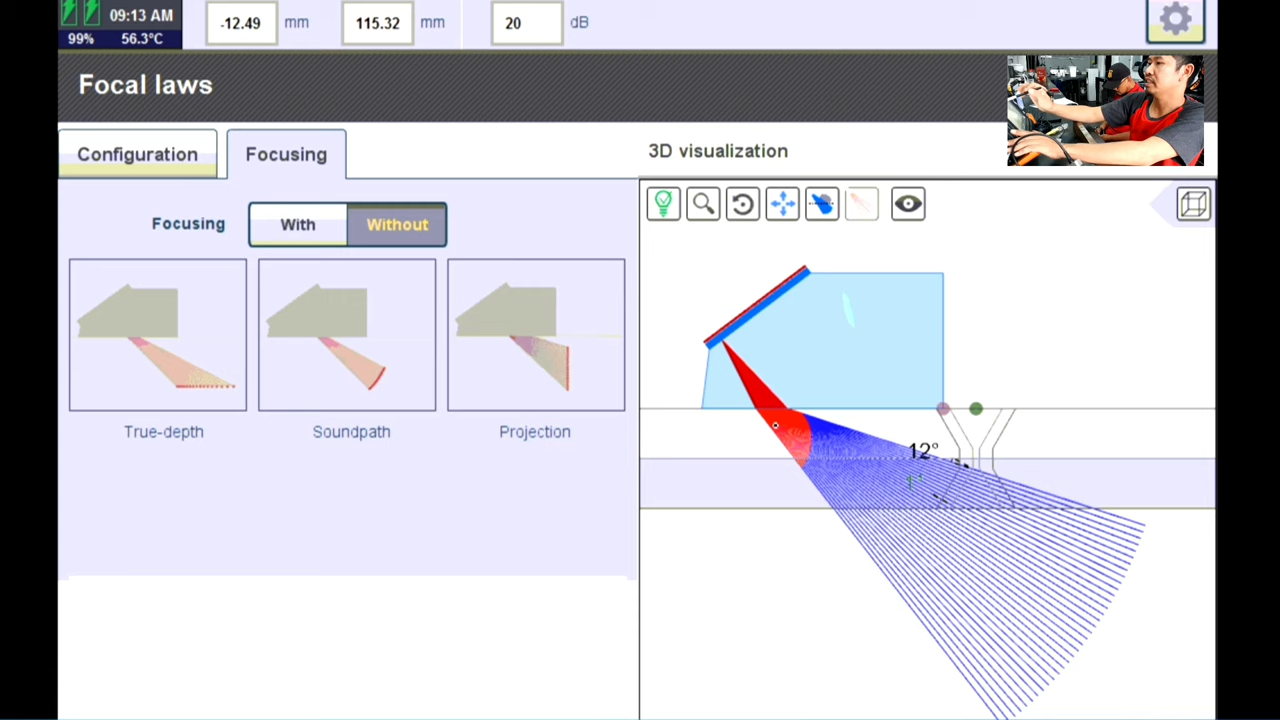 09:13 AM
99% 56.3°C
-12.49 mm 115.32 mm 20 dB
Focal laws
Configuration Focusing
3D visualization
Focusing With Without
True-depth Soundpath Projection
12°
1°